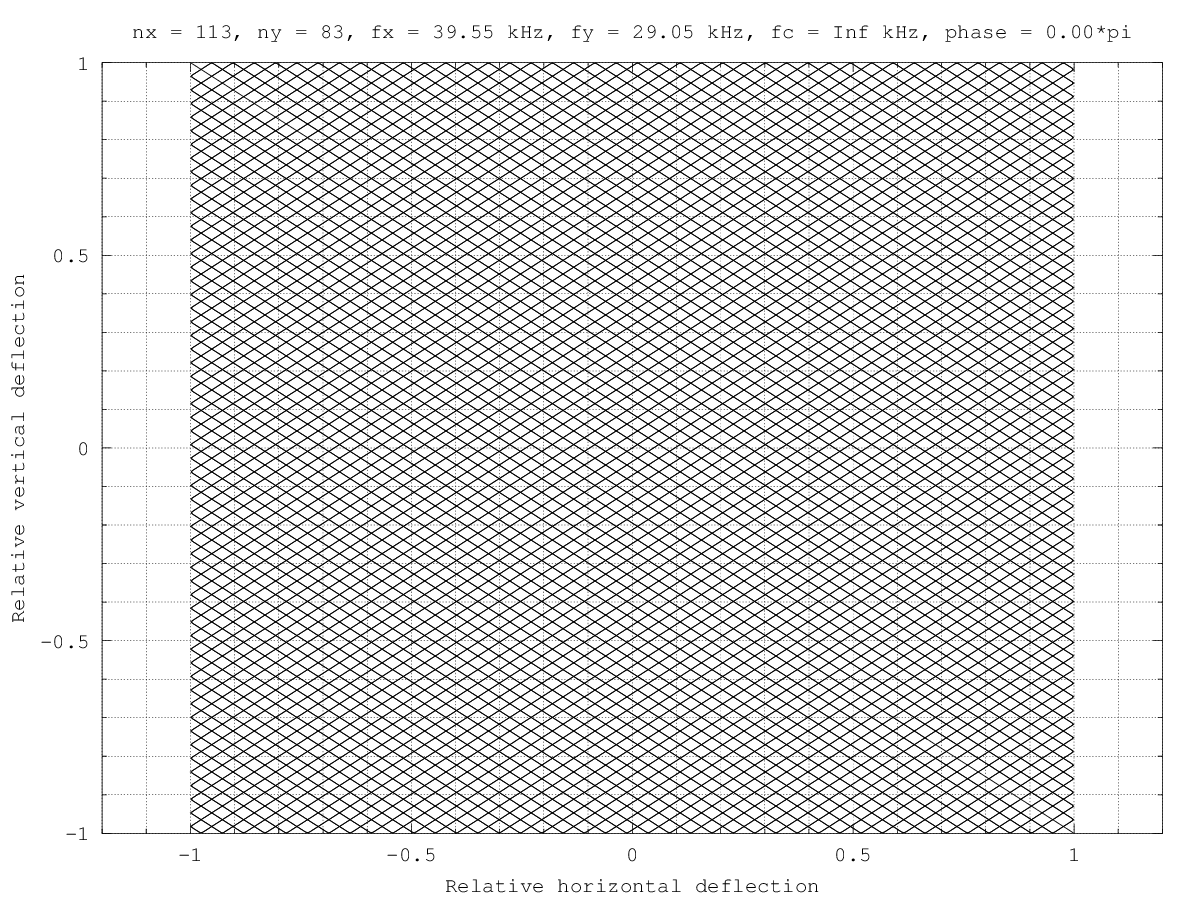 nx = 113, ny = 83, fx = 39.55 kHz, fy = 29.05 kHz, fc = Inf kHz, phase = 0.00*pi
1
0.5
0
-0.5
-1
Relative vertical deflection
-1 -0.5 0 0.5 1
Relative horizontal deflection